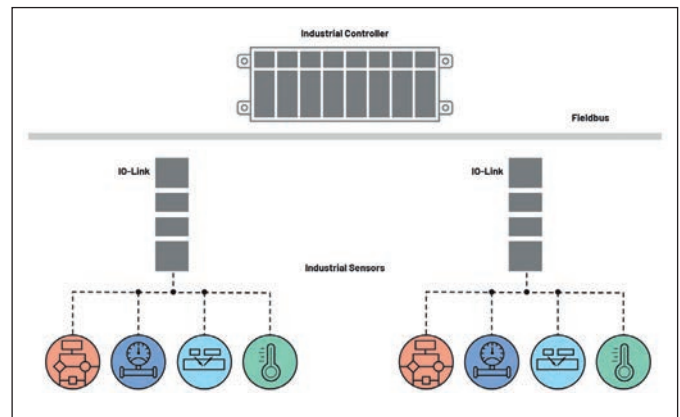 Industrial Controller
Fieldbus
IO-Link
IO-Link
Industrial Sensors